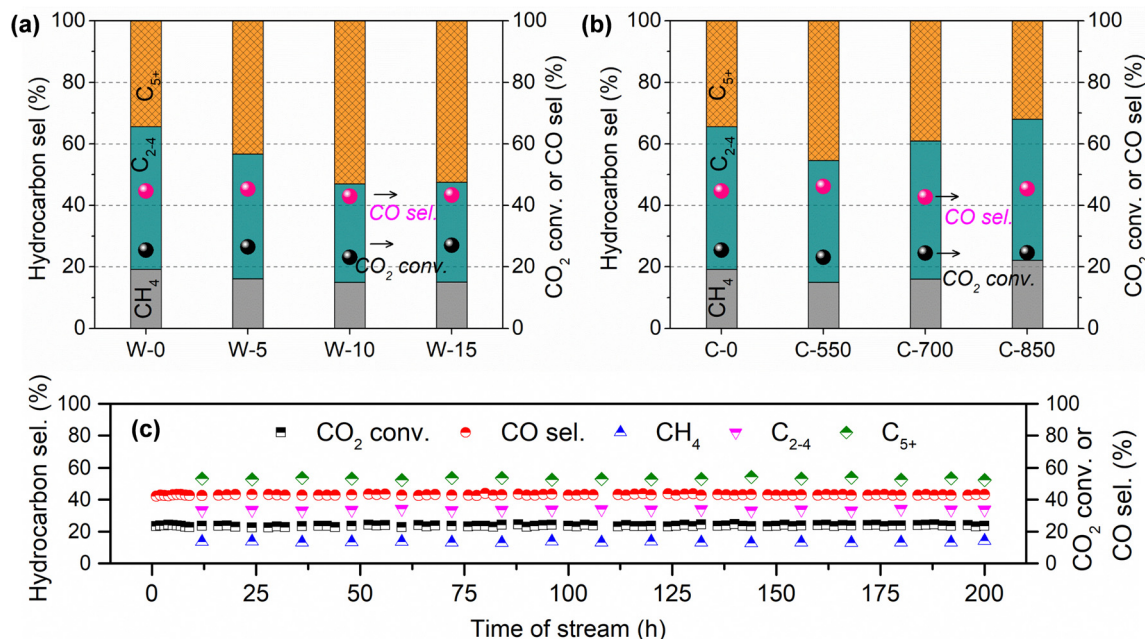 (a)
Hydrocarbon sel (%)
100
80
60
40
20
0
C5+
C2-4
CH4
CO sel.
CO2 conv.
100
80
60
40
20
0
CO2 conv. or CO sel (%)
W-0 W-5 W-10 W-15
(b)
Hydrocarbon sel (%)
100
80
60
40
20
0
C5+
C2-4
CH4
CO sel.
CO2 conv.
100
80
60
40
20
0
CO2 conv. or CO sel (%)
C-0 C-550 C-700 C-850
(c)
Hydrocarbon sel. (%)
100
80
60
40
20
0
CO2 conv. CO sel. CH4 C2-4 C5+
100
80
60
40
20
0
CO2 conv. or
CO sel. (%)
0 25 50 75 100 125 150 175 200
Time of stream (h)